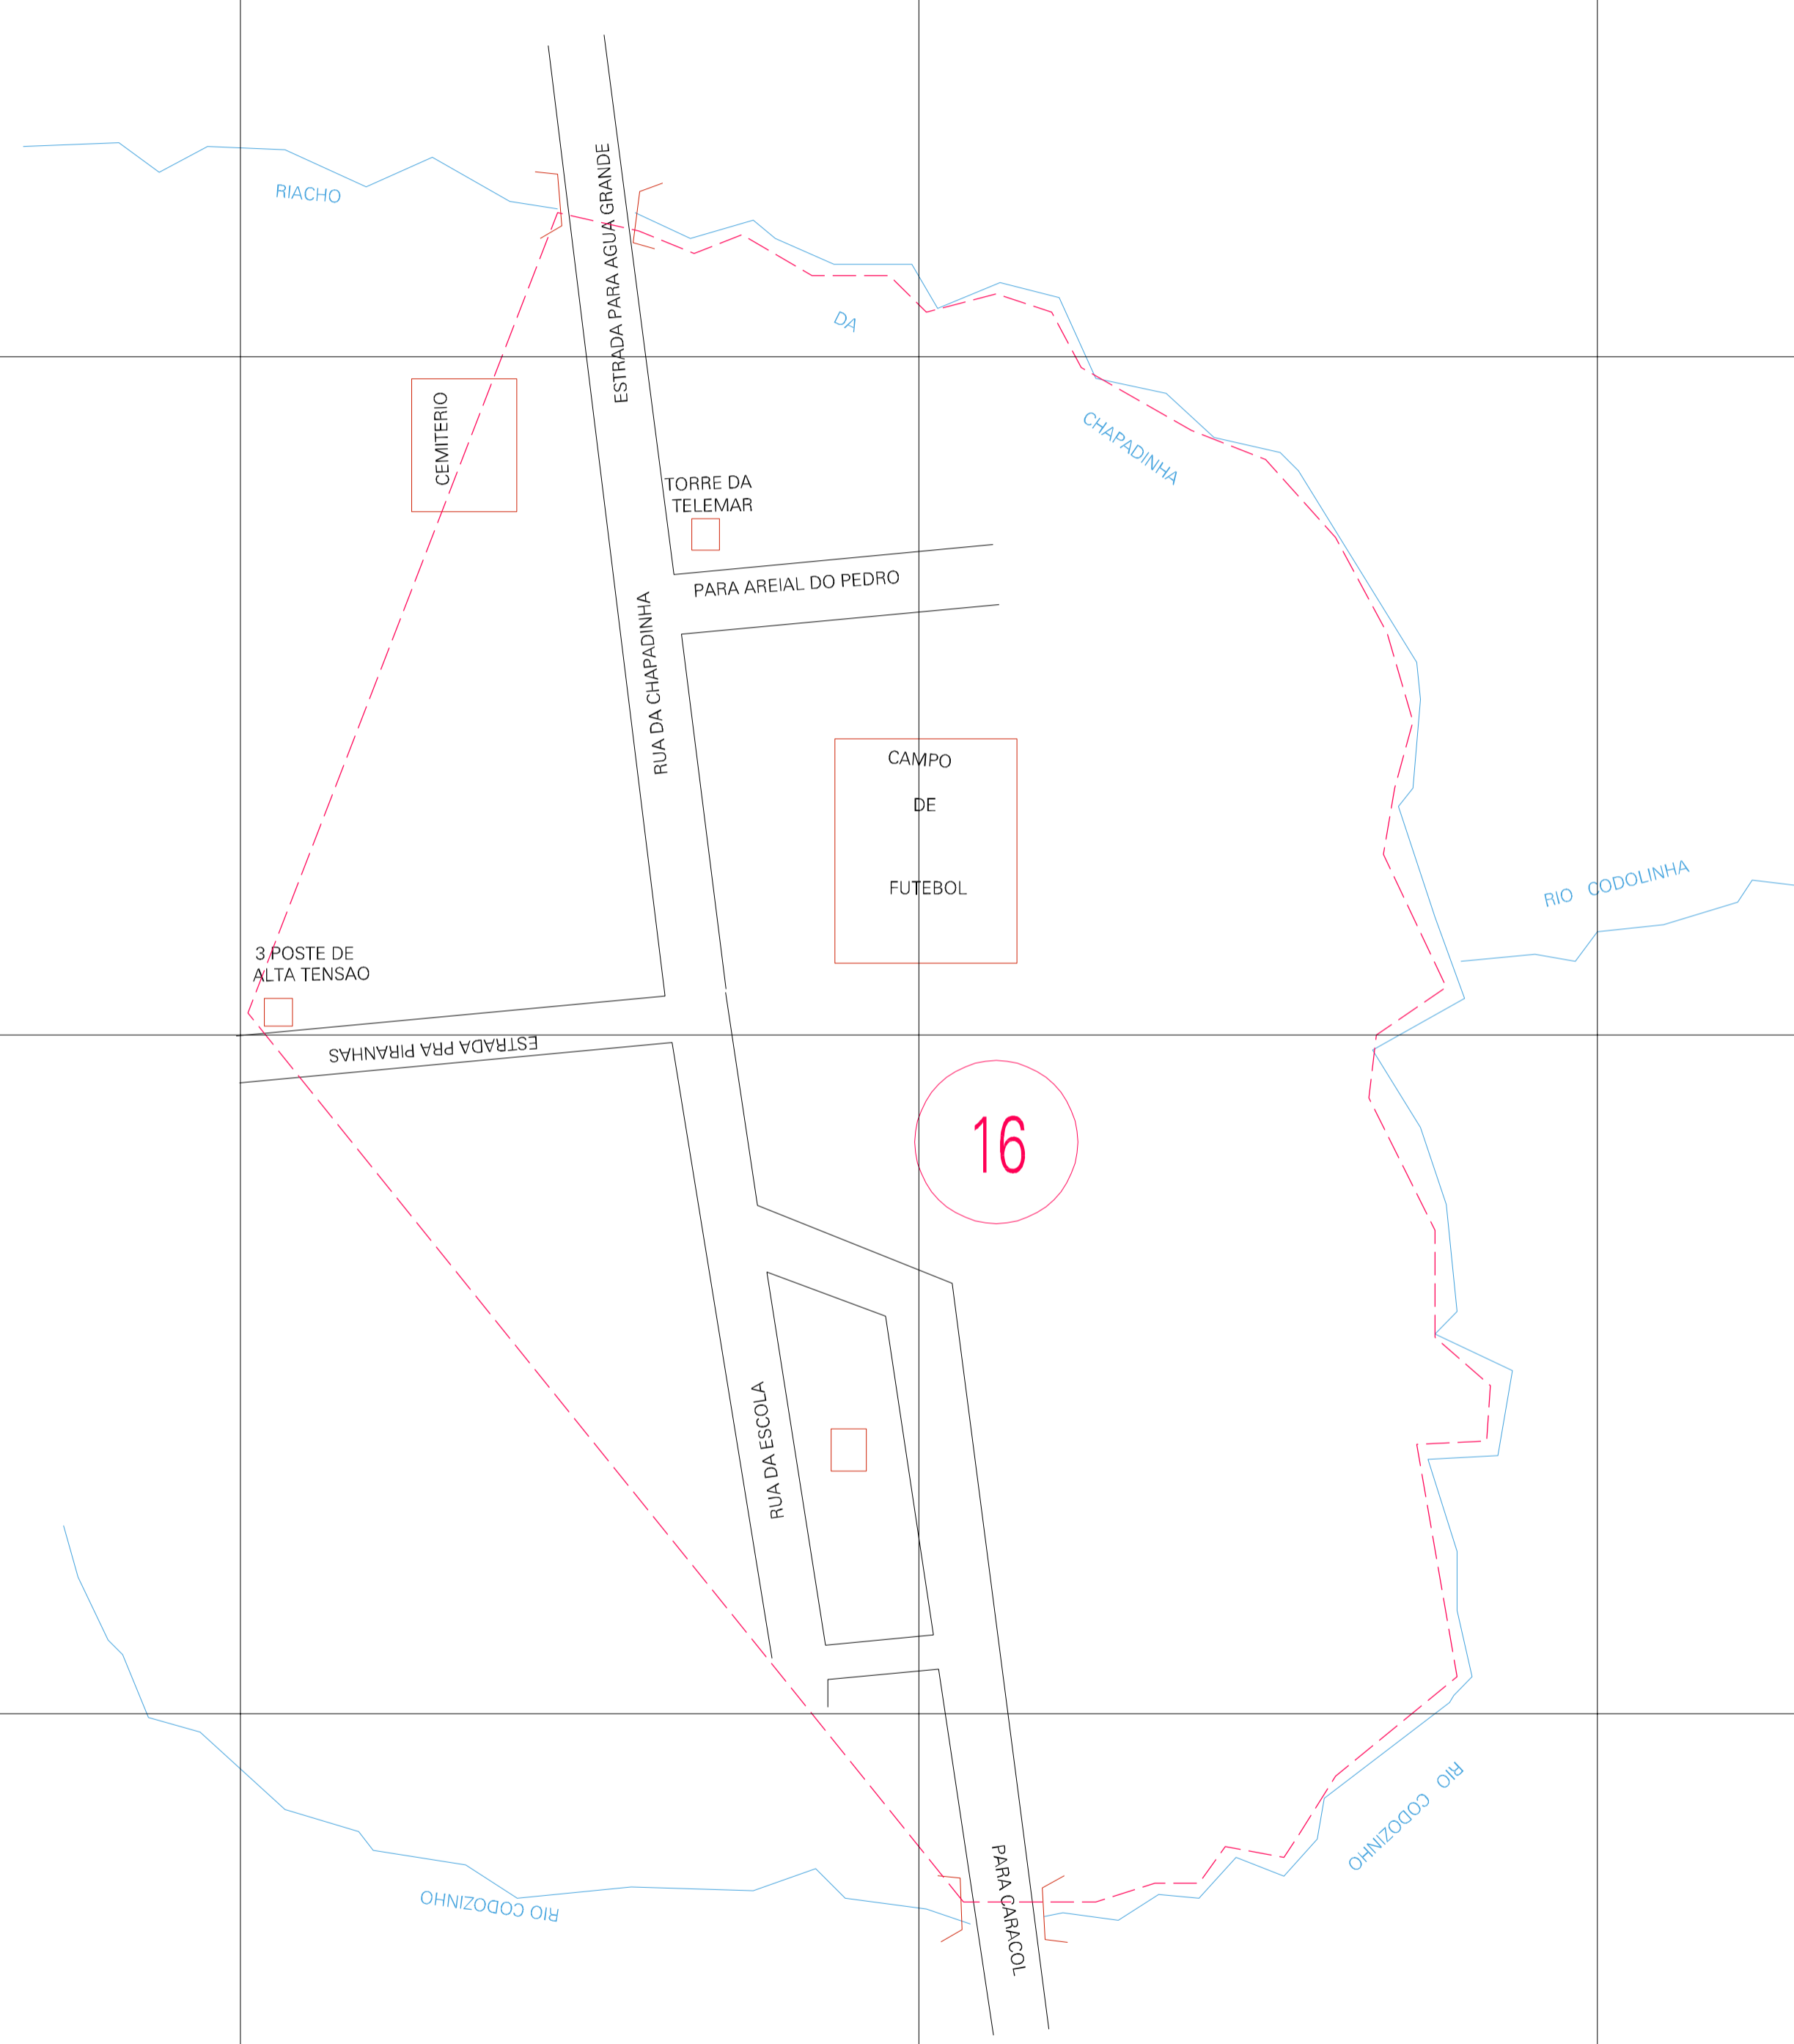 RIACHO
ESTRADA PARA AGUA GRANDE
DA
CEMITERIO
CHAPADINHA
TORRE DA
TELEMAR
PARA AREIAL DO PEDRO
RUA DA CHAPADINHA
CAMPO
DE
FUTEBOL
RIO CODOLINHA
3 POSTE DE
ALTA TENSAO
ESTRADA PRA PIRANHAS
16
RUA DA ESCOLA
RIO CODOZINHO
PARA CARACOL
RIO CODOZINHO